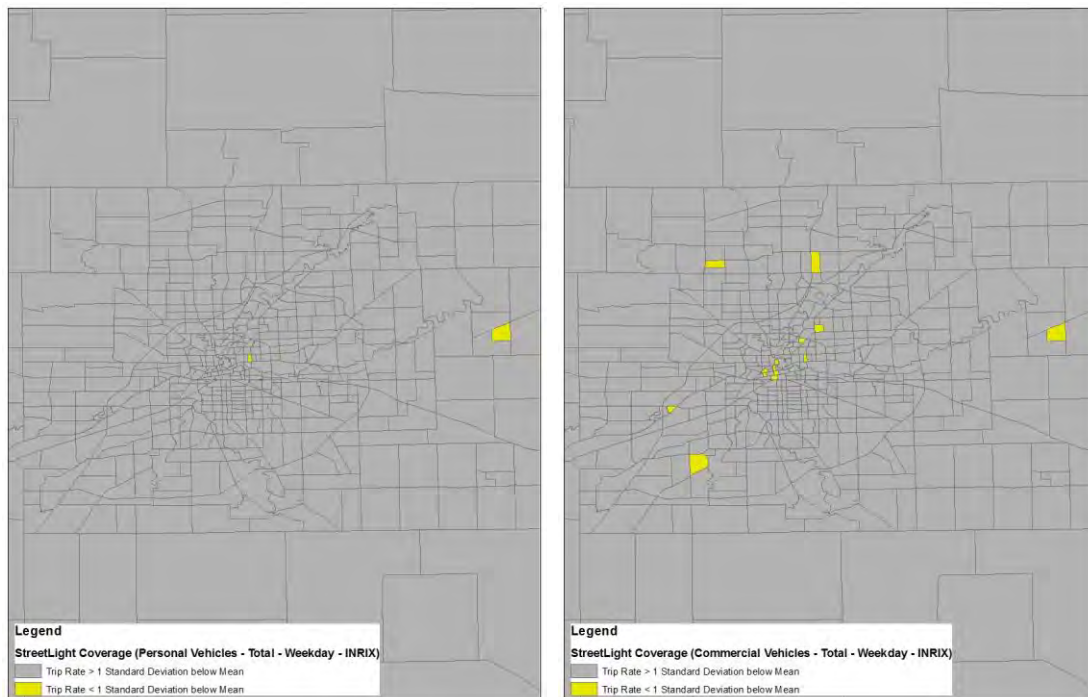 Legend
StreetLight Coverage (Personal Vehicles - Total - Weekday - INRIX)
Trip Rate > 1 Standard Deviation below Mean
Trip Rate < 1 Standard Deviation below Mean
Legend
StreetLight Coverage (Commercial Vehicles - Total - Weekday - INRIX)
Trip Rate > 1 Standard Deviation below Mean
Trip Rate < 1 Standard Deviation below Mean